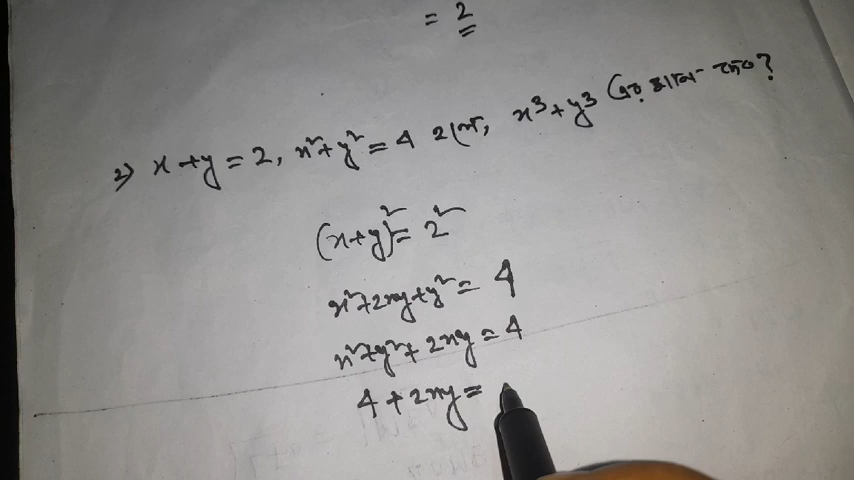 = 2
২) x+y=2, x²+y²=4 হলে, x³+y³ এর মান কত?
(x+y)²=2²
x²+2xy+y²= 4
x²+y²+2xy=4
4+2xy=